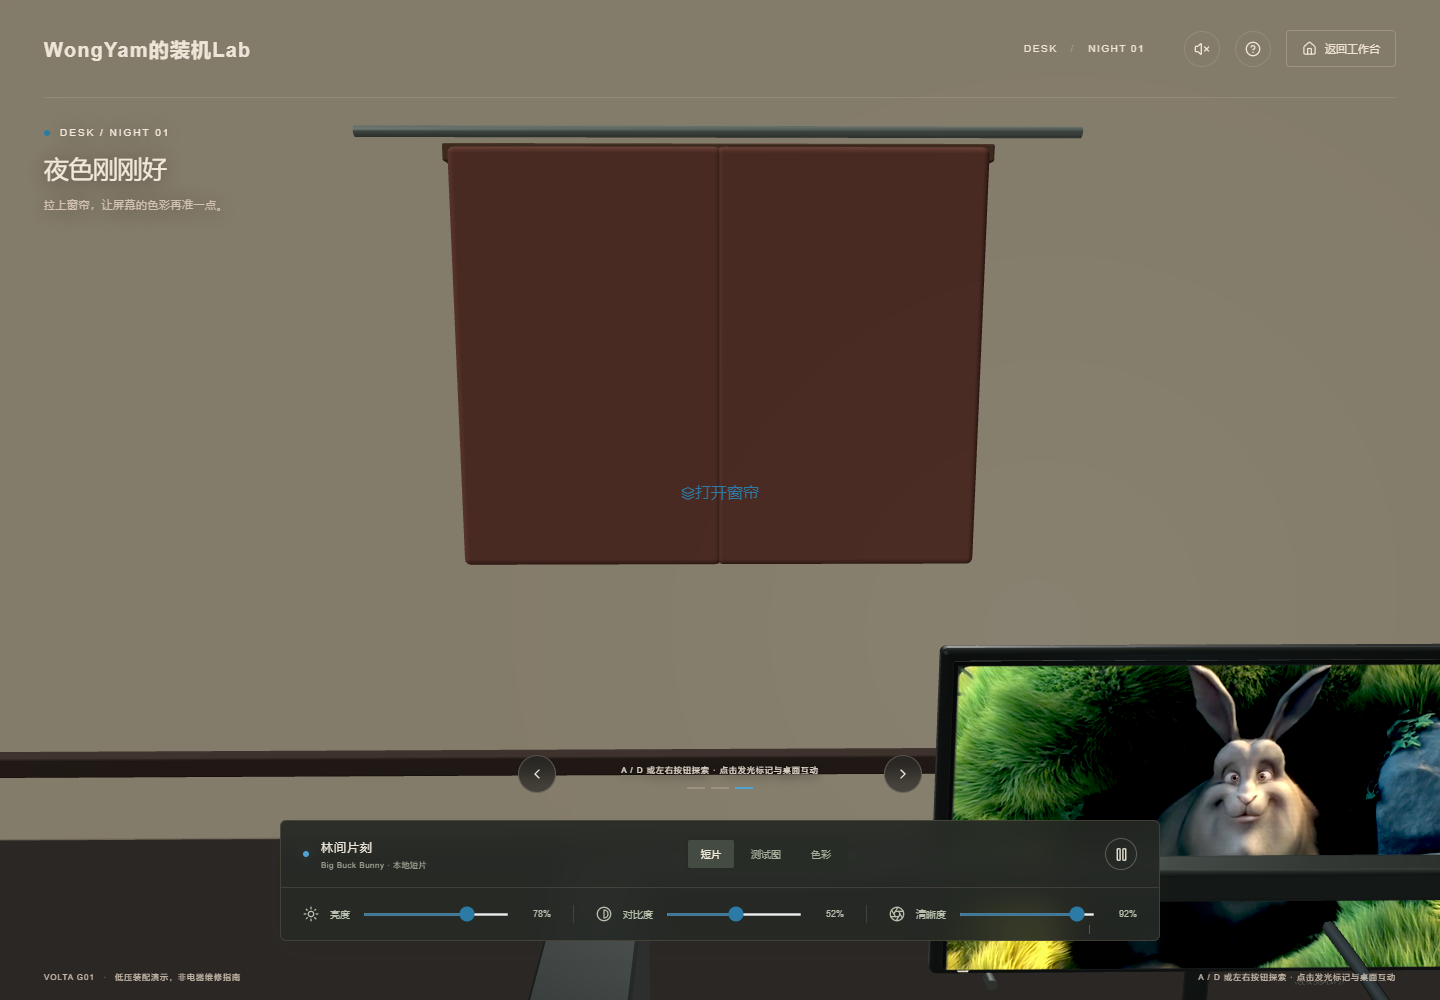 WongYam的装机Lab
DESK / NIGHT 01
返回工作台
DESK / NIGHT 01
夜色刚刚好
拉上窗帘，让屏幕的色彩再准一点。
打开窗帘
A / D 或左右按钮探索 · 点击发光标记与桌面互动
林间片刻
Big Buck Bunny · 本地短片
短片
测试图
色彩
亮度
78%
对比度
52%
清晰度
92%
VOLTA G01 · 低压装配演示，非电器维修指南
A / D 或左右按钮探索 · 点击发光标记与桌面互动